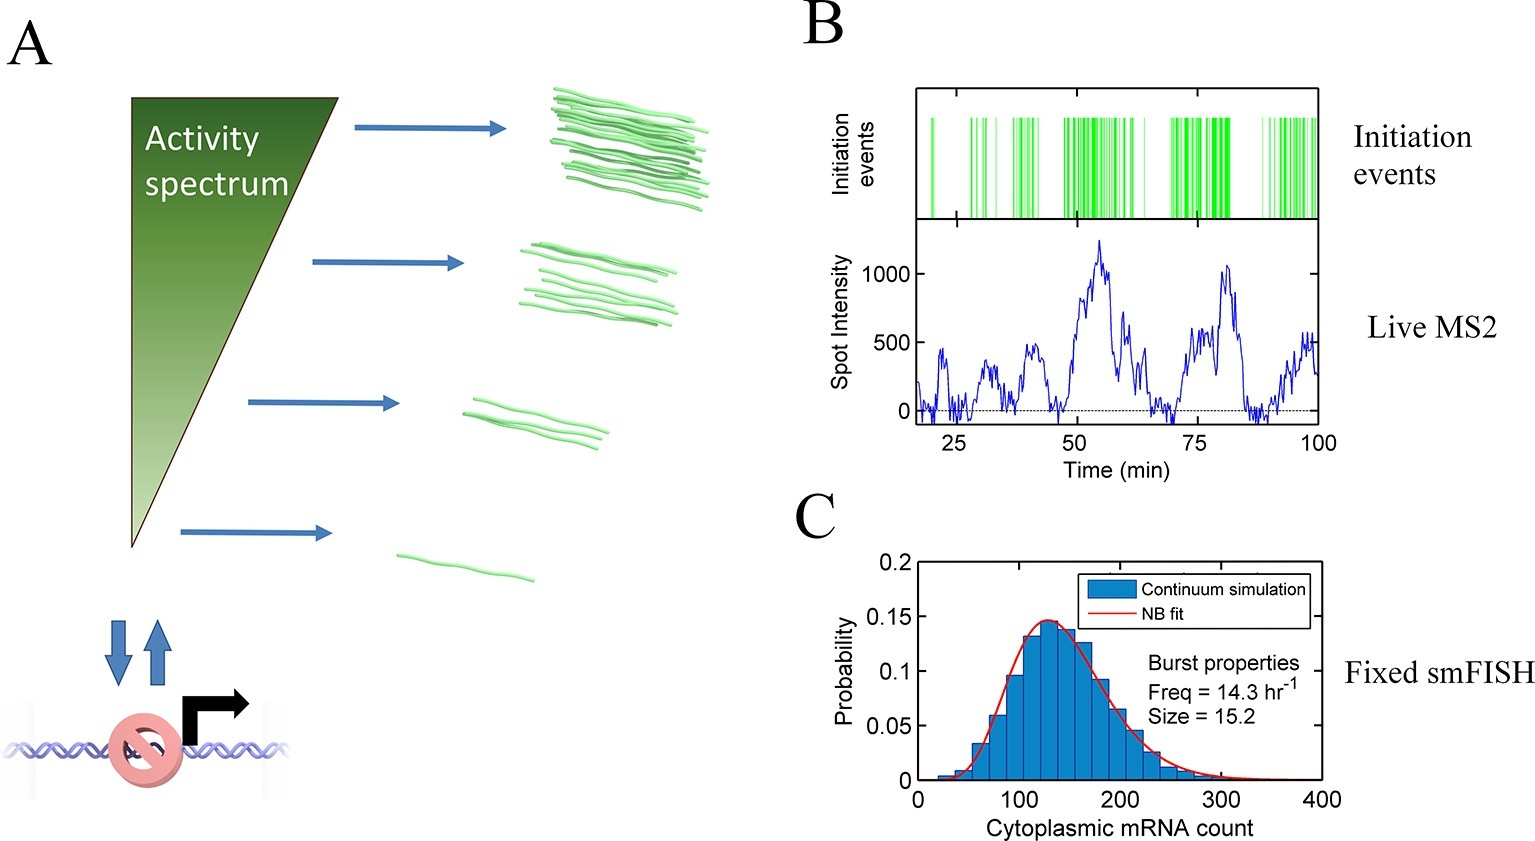 A
Activity
spectrum
B
Initiation
events
Initiation
events
Spot Intensity
1000
500
0
Live MS2
25 50 75 100
Time (min)
C
Probability
0.2
0.15
0.1
0.05
0
Continuum simulation
NB fit
Burst properties
Freq = 14.3 hr⁻¹
Size = 15.2
Fixed smFISH
0 100 200 300 400
Cytoplasmic mRNA count